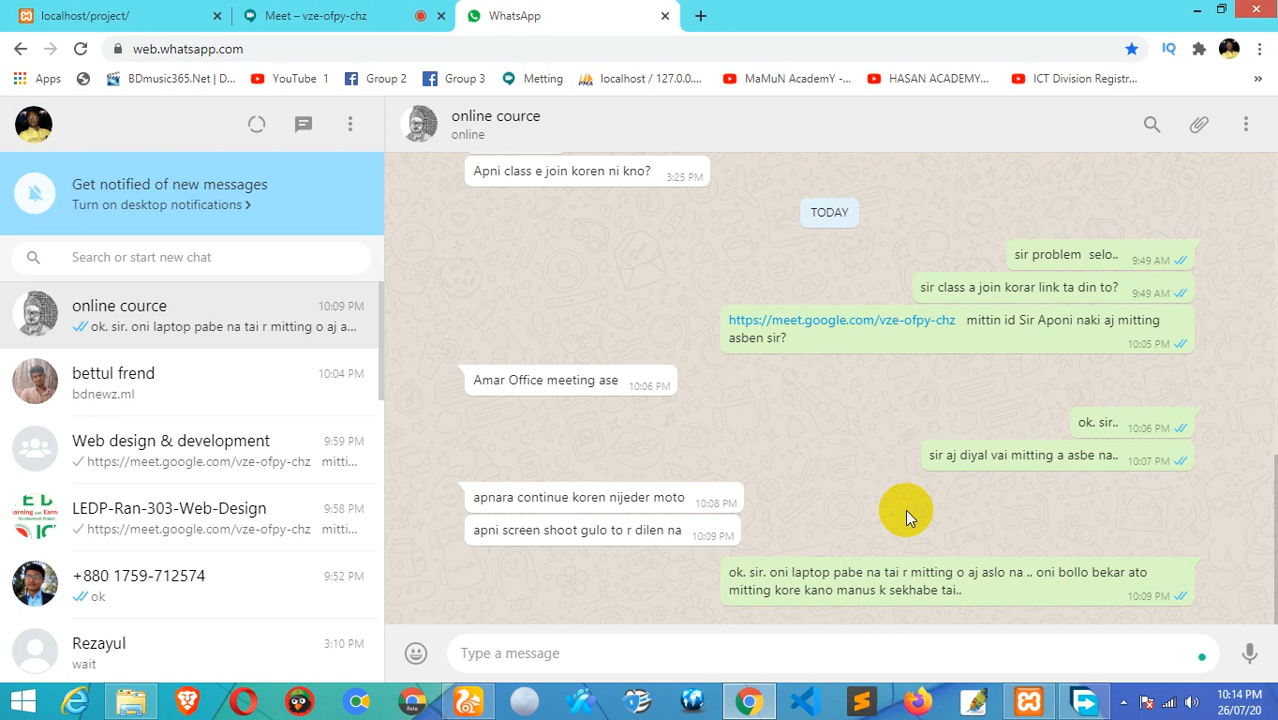 localhost/project/
Meet – vze-ofpy-chz
WhatsApp
web.whatsapp.com
Apps
BDmusic365.Net | D...
YouTube 1
Group 2
Group 3
Metting
localhost / 127.0.0....
MaMuN AcademY -...
HASAN ACADEMY...
ICT Division Registr...
Get notified of new messages
Turn on desktop notifications
Search or start new chat
online cource
10:09 PM
ok. sir. oni laptop pabe na tai r mitting o aj a...
bettul frend
10:04 PM
bdnewz.ml
Web design & development
9:59 PM
https://meet.google.com/vze-ofpy-chz mitti...
LEDP-Ran-303-Web-Design
9:58 PM
https://meet.google.com/vze-ofpy-chz mitti...
+880 1759-712574
9:52 PM
ok
Rezayul
3:10 PM
wait
online cource
online
Apni class e join koren ni kno?
3:25 PM
TODAY
sir problem selo..
9:49 AM
sir class a join korar link ta din to?
9:49 AM
https://meet.google.com/vze-ofpy-chz mittin id Sir Aponi naki aj mitting
asben sir?
10:05 PM
Amar Office meeting ase
10:06 PM
ok. sir..
10:06 PM
sir aj diyal vai mitting a asbe na..
10:07 PM
apnara continue koren nijeder moto
10:08 PM
apni screen shoot gulo to r dilen na
10:09 PM
ok. sir. oni laptop pabe na tai r mitting o aj aslo na .. oni bollo bekar ato
mitting kore kano manus k sekhabe tai..
10:09 PM
Type a message
10:14 PM
26/07/20